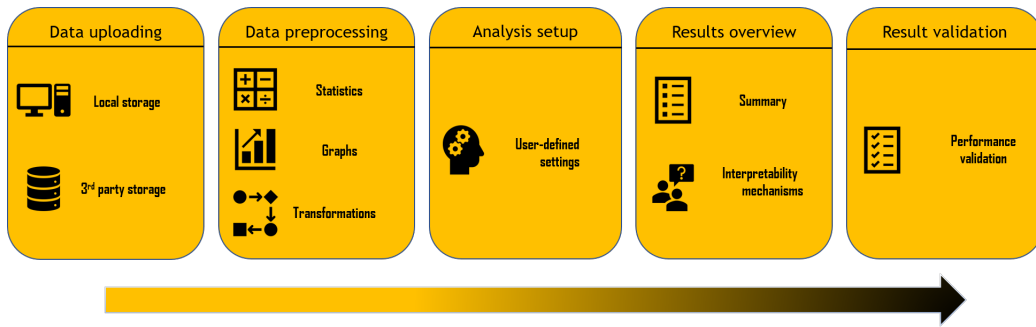 Data uploading
Local storage
3rd party storage
Data preprocessing
Statistics
Graphs
Transformations
Analysis setup
User-defined
settings
Results overview
Summary
?
Interpretability
mechanisms
Result validation
Performance
validation